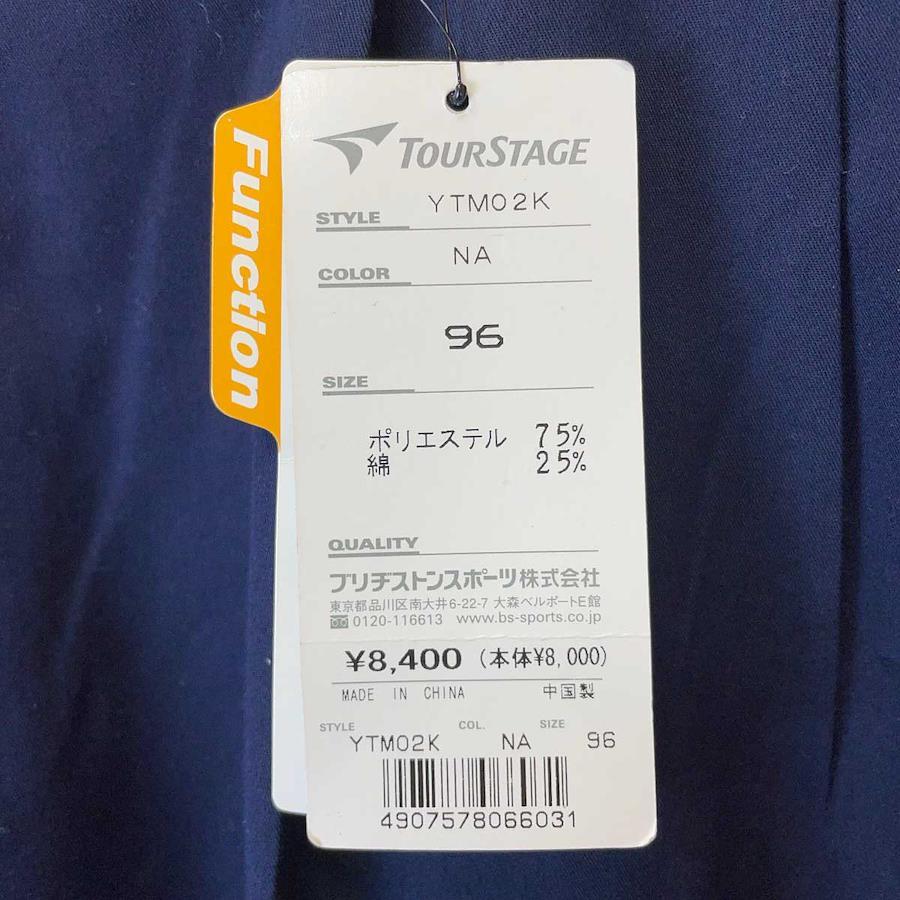 Function
TOURSTAGE
STYLE YTM02K
COLOR NA
96
SIZE
ポリエステル 75%
綿 25%
QUALITY
ブリヂストンスポーツ株式会社
東京都品川区南大井6-22-7 大森ベルポートE館
0120-116613 www.bs-sports.co.jp
¥8,400 (本体¥8,000)
MADE IN CHINA 中国製
STYLE COL. SIZE
YTM02K NA 96
4907578066031